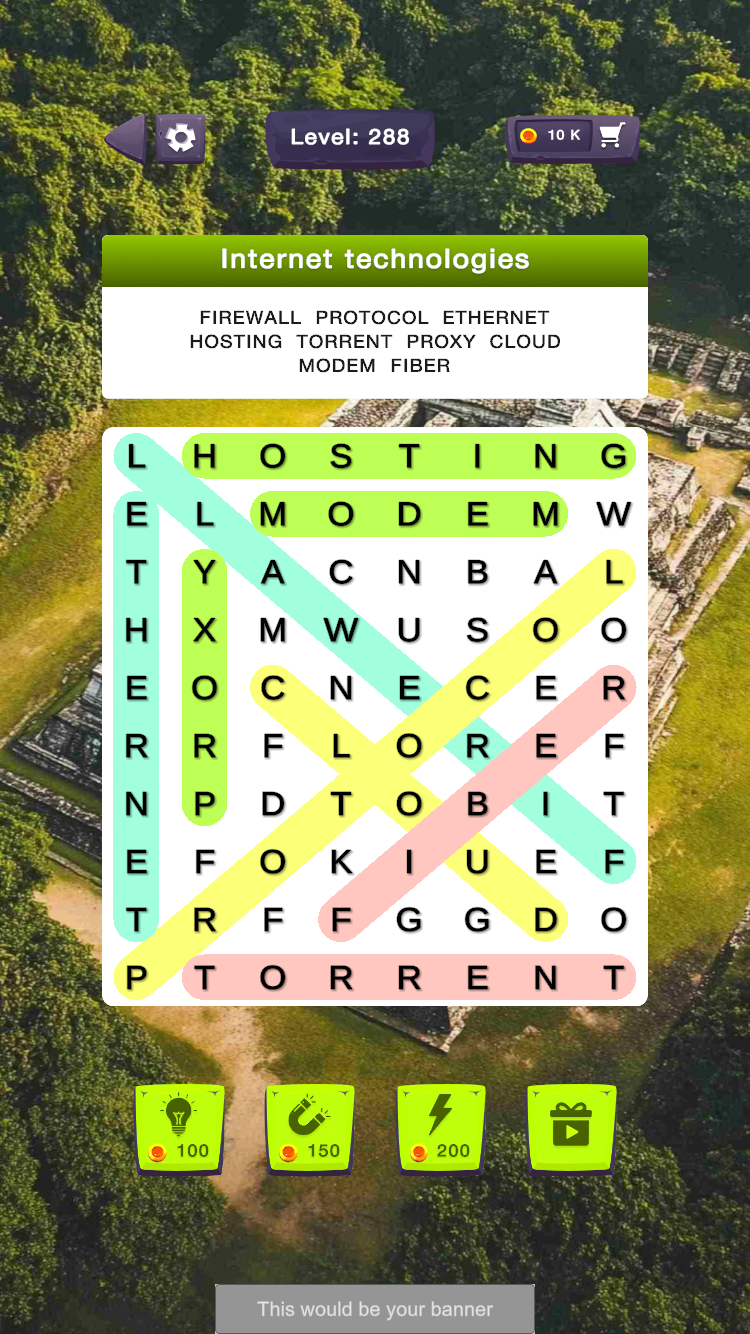 Level: 288
10 K
Internet technologies
FIREWALL PROTOCOL ETHERNET
HOSTING TORRENT PROXY CLOUD
MODEM FIBER
L H O S T I N G
E L M O D E M W
T Y A C N B A L
H X M W U S O O
E O C N E C E R
R R F L O R E F
N P D T O B I T
E F O K I U E F
T R F F G G D O
P T O R R E N T
100 150 200
This would be your banner